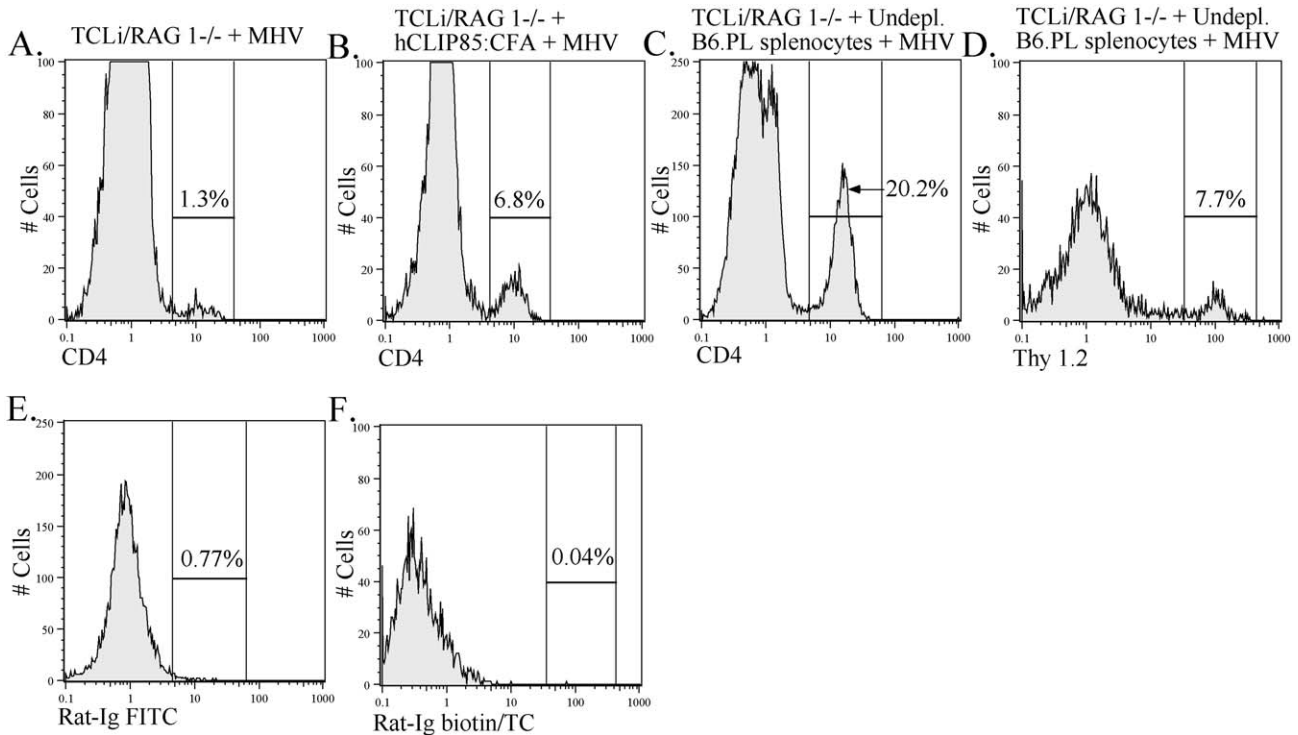 A.
TCLi/RAG 1-/- + MHV
# Cells
100
80
60
40
20
0
1.3%
0.1 1 10 100 1000
CD4
B.
TCLi/RAG 1-/- +
hCLIP85:CFA + MHV
# Cells
100
80
60
40
20
0
6.8%
0.1 1 10 100 1000
CD4
C.
TCLi/RAG 1-/- + Undepl.
B6.PL splenocytes + MHV
# Cells
250
200
150
100
50
0
20.2%
0.1 1 10 100 1000
CD4
D.
TCLi/RAG 1-/- + Undepl.
B6.PL splenocytes + MHV
# Cells
100
80
60
40
20
0
7.7%
0.1 1 10 100 1000
Thy 1.2
E.
# Cells
250
200
150
100
50
0
0.77%
0.1 1 10 100 1000
Rat-Ig FITC
F.
# Cells
100
80
60
40
20
0
0.04%
0.1 1 10 100 1000
Rat-Ig biotin/TC